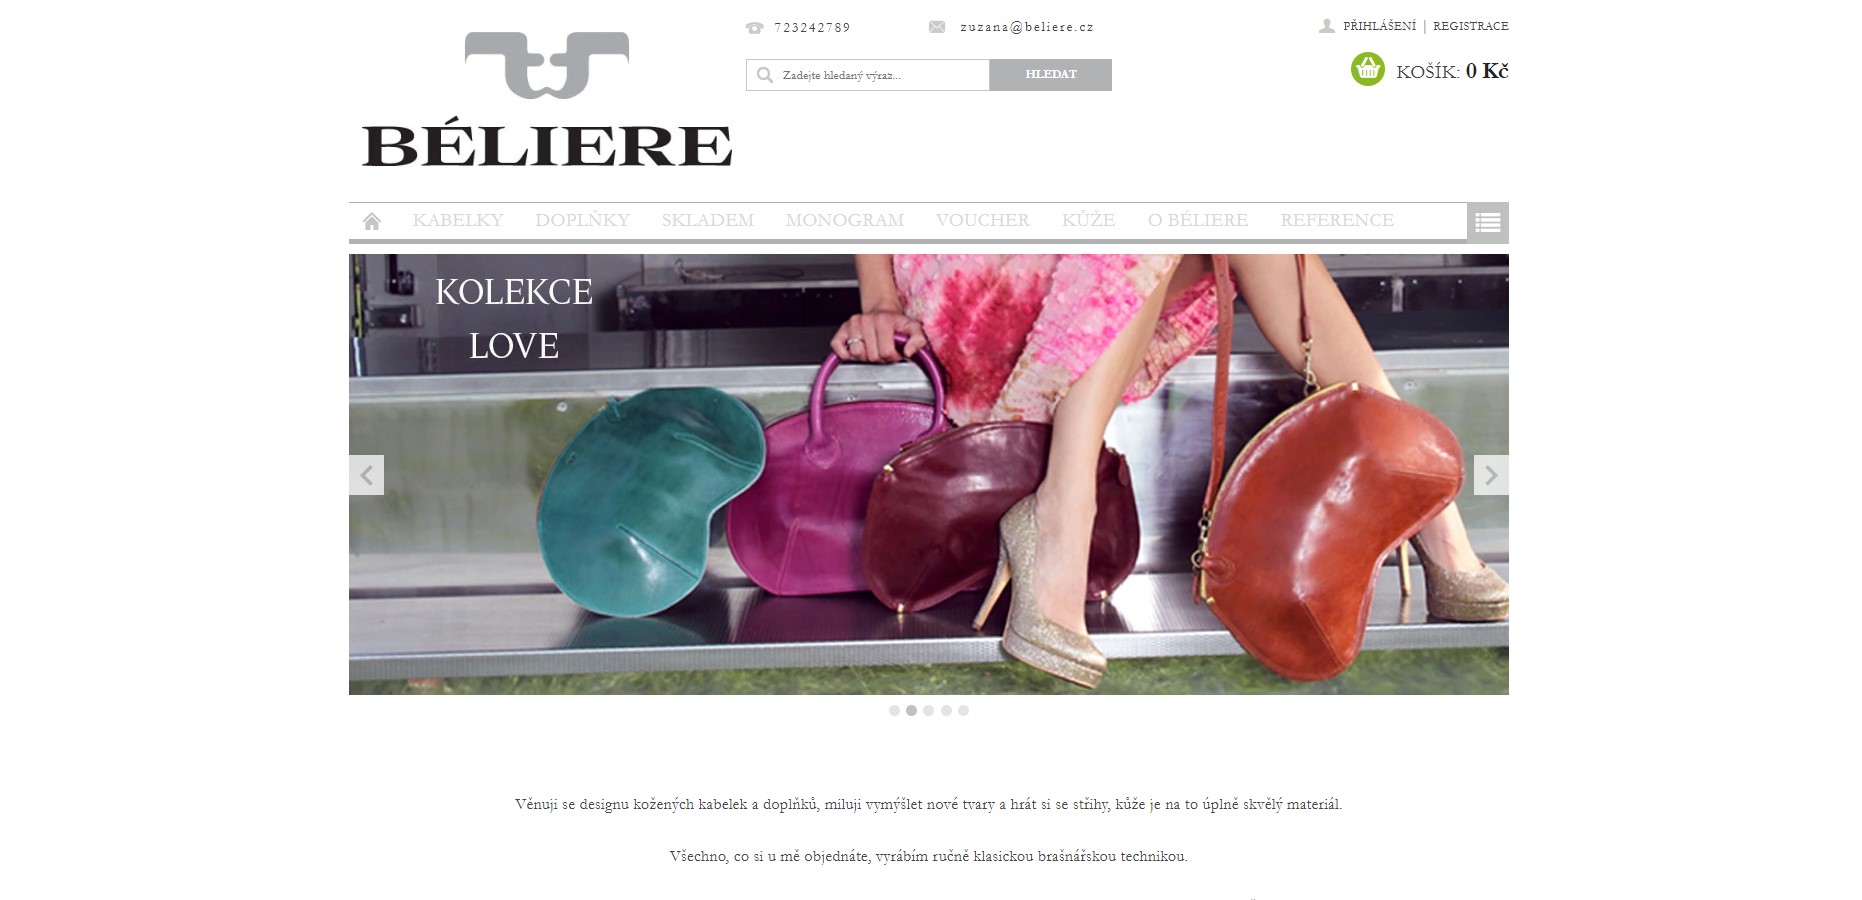 723242789
zuzana@beliere.cz
PŘIHLÁŠENÍ | REGISTRACE
Zadejte hledaný výraz...
HLEDAT
KOŠÍK: 0 Kč
BÉLIERE
KABELKY DOPLŇKY SKLADEM MONOGRAM VOUCHER KŮŽE O BÉLIERE REFERENCE
KOLEKCE
LOVE
Věnuji se designu kožených kabelek a doplňků, miluji vymýšlet nové tvary a hrát si se střihy, kůže je na to úplně skvělý materiál.
Všechno, co si u mě objednáte, vyrábím ručně klasickou brašnářskou technikou.